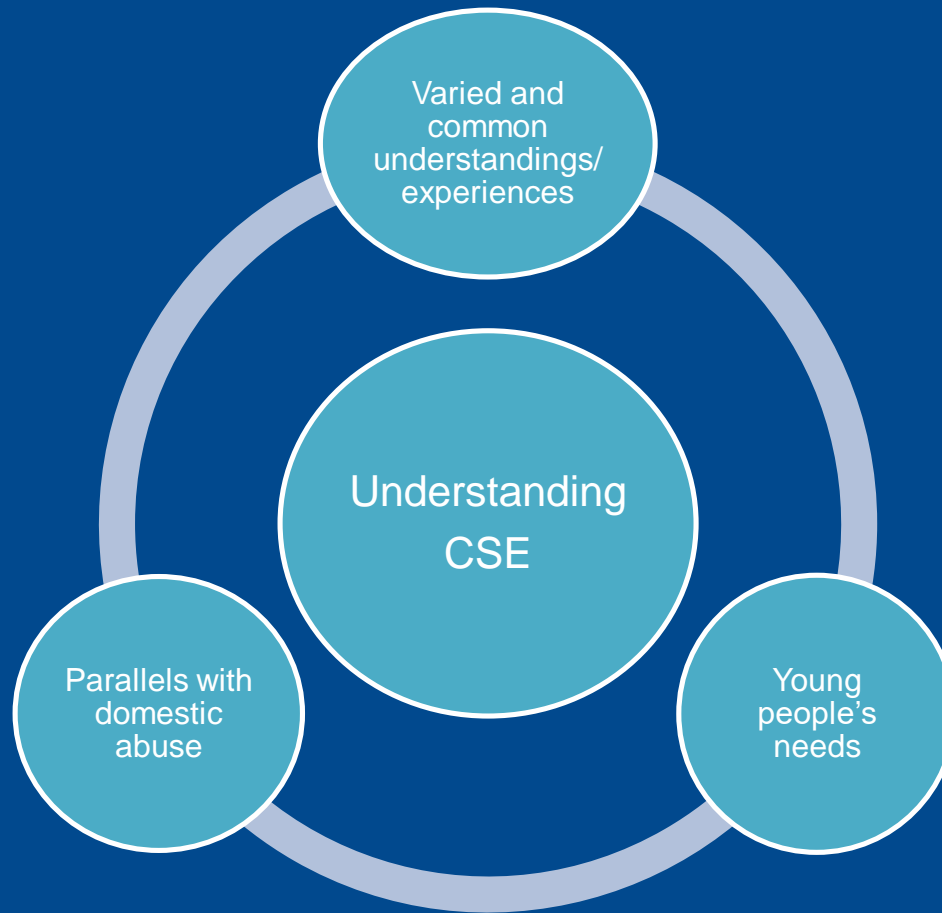 Varied and
common
understandings/
experiences
Understanding
CSE
Parallels with
domestic
abuse
Young
people’s
needs